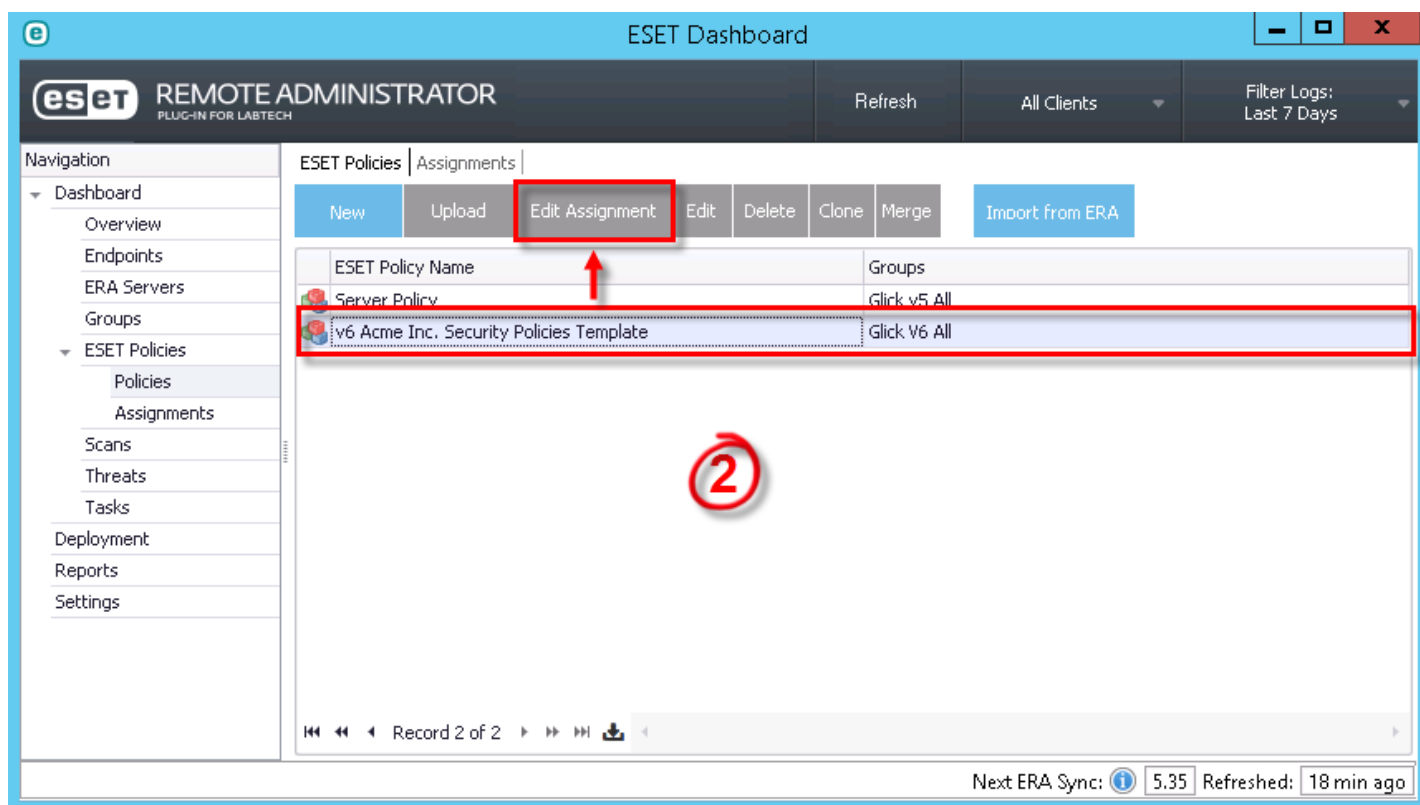 ESET Dashboard
eset REMOTE ADMINISTRATOR
PLUG-IN FOR LABTECH
Refresh
All Clients
Filter Logs:
Last 7 Days
Navigation
Dashboard
Overview
Endpoints
ERA Servers
Groups
ESET Policies
Policies
Assignments
Scans
Threats
Tasks
Deployment
Reports
Settings
ESET Policies Assignments
New Upload Edit Assignment Edit Delete Clone Merge Import from ERA
ESET Policy Name Groups
Server Policy Glick v5 All
v6 Acme Inc. Security Policies Template Glick V6 All
2
Record 2 of 2
Next ERA Sync: 5.35 Refreshed: 18 min ago